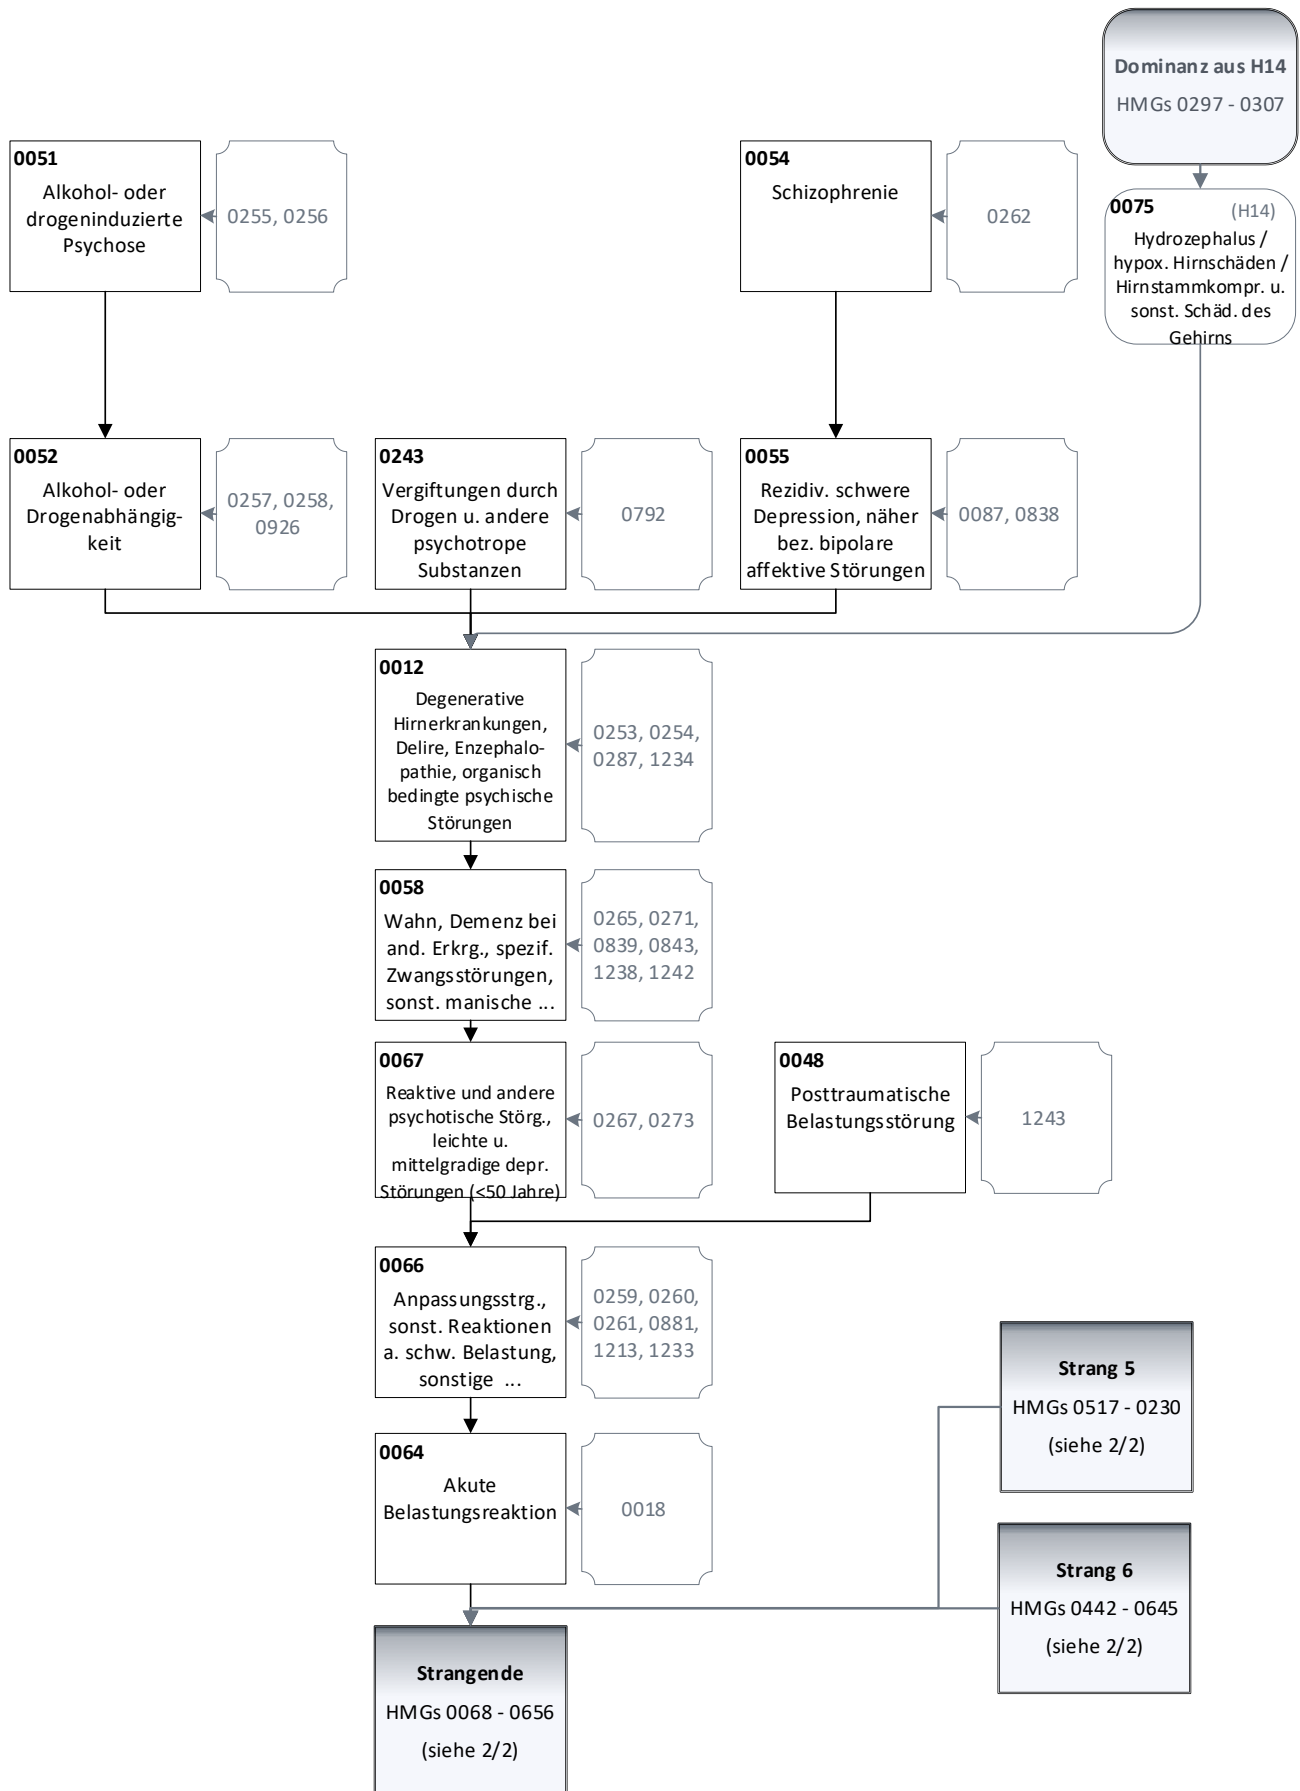 Dominanz aus H14
HMGs 0297 - 0307
0051
Alkohol- oder
drogeninduzierte
Psychose
0255, 0256
0054
Schizophrenie
0262
0075
(H14)
Hydrozephalus /
hypox. Hirnschäden /
Hirnstammkompr. u.
sonst. Schäd. des
Gehirns
0052
Alkohol- oder
Drogenabhängig-
keit
0257, 0258,
0926
0243
Vergiftungen durch
Drogen u. andere
psychotrope
Substanzen
0792
0055
Rezidiv. schwere
Depression, näher
bez. bipolare
affektive Störungen
0087, 0838
0012
Degenerative
Hirnerkrankungen,
Delire, Enzephalo-
pathie, organisch
bedingte psychische
Störungen
0253, 0254,
0287, 1234
0058
Wahn, Demenz bei
and. Erkrg., spezif.
Zwangsstörungen,
sonst. manische ...
0265, 0271,
0839, 0843,
1238, 1242
0067
Reaktive und andere
psychotische Störg.,
leichte u.
mittelgradige depr.
Störungen (<50 Jahre)
0267, 0273
0048
Posttraumatische
Belastungsstörung
1243
0066
Anpassungsstrg.,
sonst. Reaktionen
a. schw. Belastung,
sonstige ...
0259, 0260,
0261, 0881,
1213, 1233
Strang 5
HMGs 0517 - 0230
(siehe 2/2)
0064
Akute
Belastungsreaktion
0018
Strang 6
HMGs 0442 - 0645
(siehe 2/2)
Strangende
HMGs 0068 - 0656
(siehe 2/2)